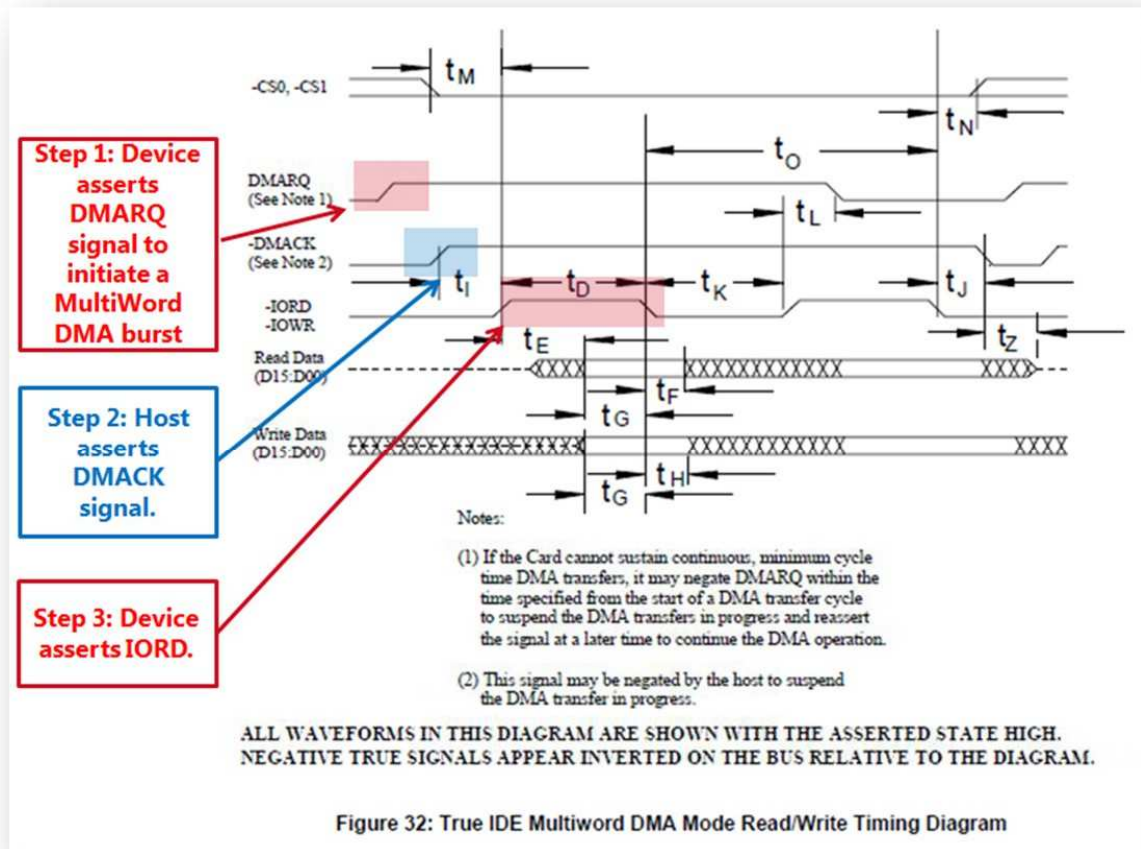 Step 1: Device
asserts
DMARQ
signal to
initiate a
MultiWord
DMA burst
Step 2: Host
asserts
DMACK
signal.
Step 3: Device
asserts IORD.
-CS0, -CS1
tM
tN
tO
DMARQ
(See Note 1)
tL
-DMACK
(See Note 2)
tI
tD
tK
tJ
-IORD
-IOWR
tE
tZ
Read Data
(D15:D00)
tF
tG
Write Data
(D15:D00)
tH
tG
Notes:
(1) If the Card cannot sustain continuous, minimum cycle
time DMA transfers, it may negate DMARQ within the
time specified from the start of a DMA transfer cycle
to suspend the DMA transfers in progress and reassert
the signal at a later time to continue the DMA operation.
(2) This signal may be negated by the host to suspend
the DMA transfer in progress.
ALL WAVEFORMS IN THIS DIAGRAM ARE SHOWN WITH THE ASSERTED STATE HIGH.
NEGATIVE TRUE SIGNALS APPEAR INVERTED ON THE BUS RELATIVE TO THE DIAGRAM.
Figure 32: True IDE Multiword DMA Mode Read/Write Timing Diagram